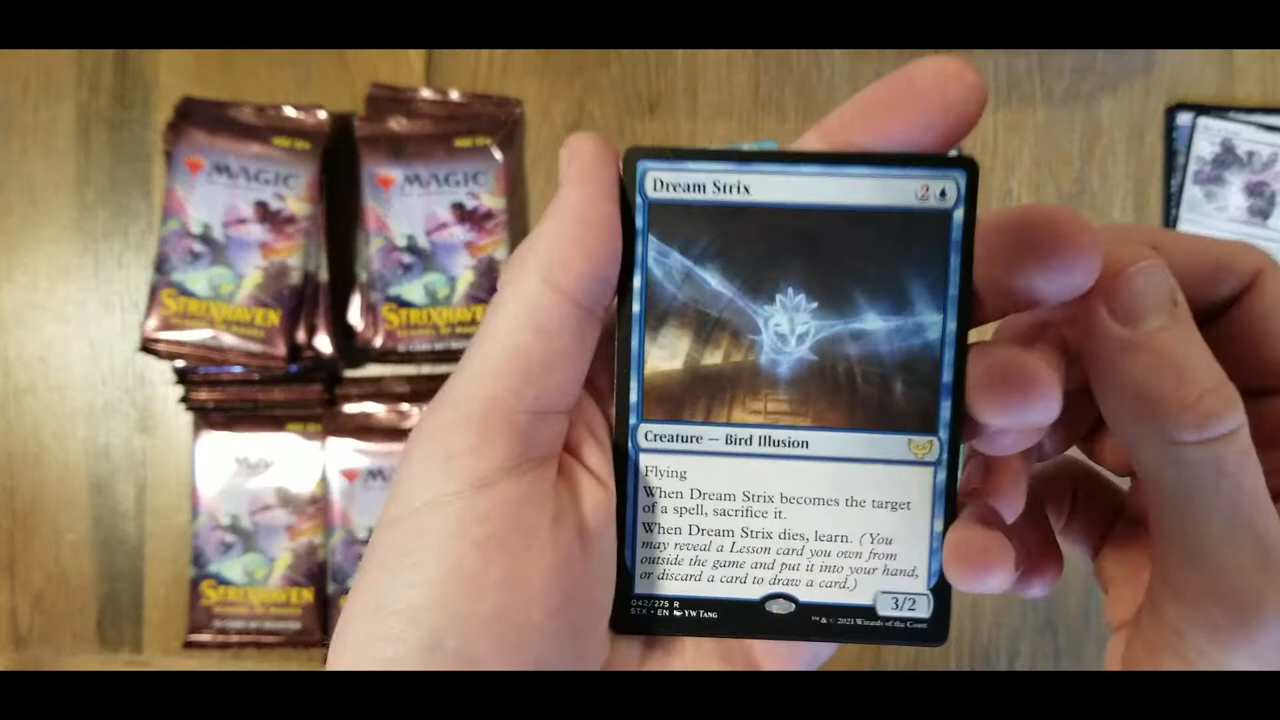 MAGIC
STRIXHAVEN
MAGIC
STRIXHAVEN
STRIXHAVEN
Dream Strix
2
Creature — Bird Illusion
Flying
When Dream Strix becomes the target
of a spell, sacrifice it.
When Dream Strix dies, learn. (You
may reveal a Lesson card you own from
outside the game and put it into your hand,
or discard a card to draw a card.)
3/2
042/275 R
STX • EN YW TANG
™ & © 2021 Wizards of the Coast